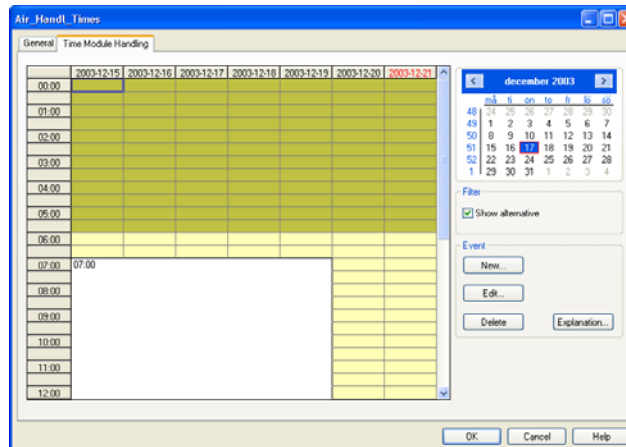 Air_Handl_Times
General Time Module Handling
2003-12-15 2003-12-16 2003-12-17 2003-12-18 2003-12-19 2003-12-20 2003-12-21
00:00
01:00
02:00
03:00
04:00
05:00
06:00
07:00 07:00
08:00
09:00
10:00
11:00
12:00
december 2003
må ti on to fr lö sö
48 24 25 26 27 28 29 30
49 1 2 3 4 5 6 7
50 8 9 10 11 12 13 14
51 15 16 17 18 19 20 21
52 22 23 24 25 26 27 28
1 29 30 31 1 2 3 4
Filter
Show alternative
Event
New...
Edit...
Delete Explanation...
OK Cancel Help